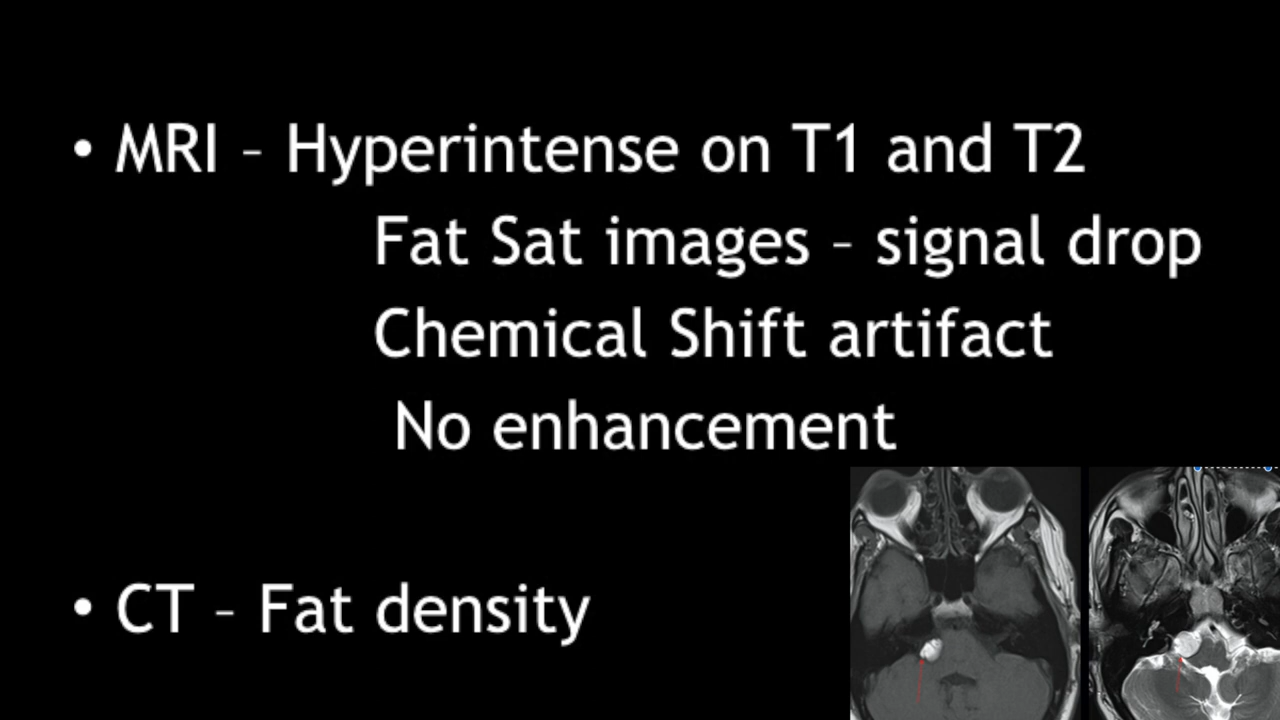 • MRI – Hyperintense on T1 and T2
Fat Sat images – signal drop
Chemical Shift artifact
No enhancement
• CT – Fat density